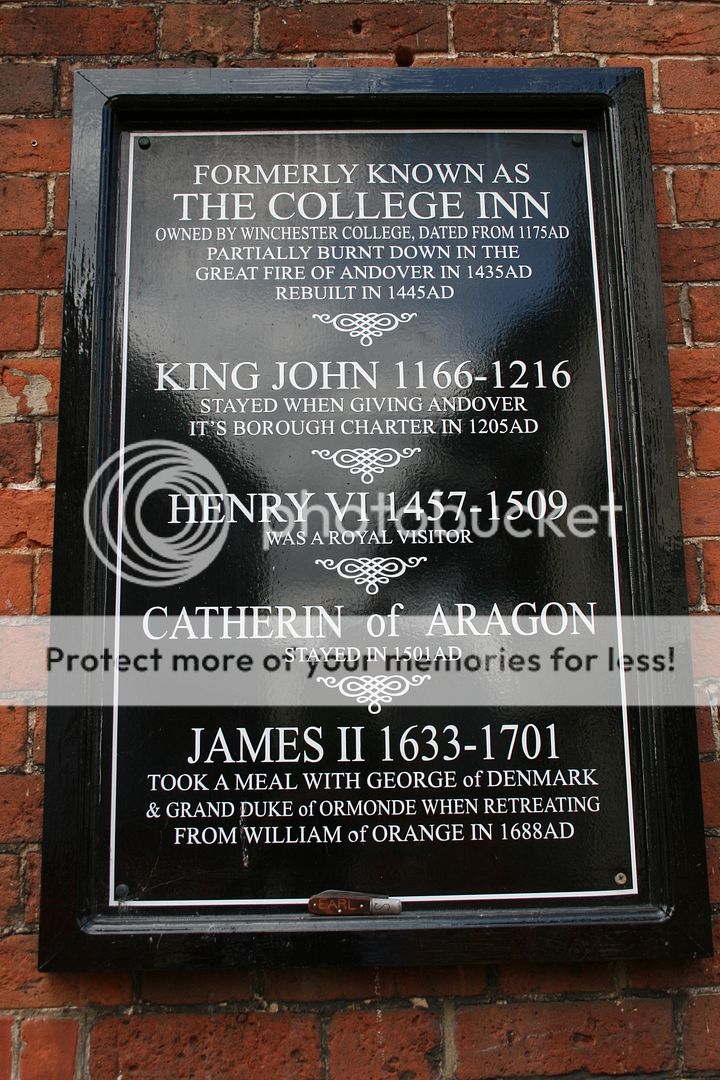 FORMERLY KNOWN AS
THE COLLEGE INN
OWNED BY WINCHESTER COLLEGE, DATED FROM 1175AD
PARTIALLY BURNT DOWN IN THE
GREAT FIRE OF ANDOVER IN 1435AD
REBUILT IN 1445AD
KING JOHN 1166-1216
STAYED WHEN GIVING ANDOVER
IT'S BOROUGH CHARTER IN 1205AD
HENRY VI 1457-1509
photobucket
WAS A ROYAL VISITOR
CATHERIN of ARAGON
STAYED IN 1501AD
Protect more of your memories for less!
JAMES II 1633-1701
TOOK A MEAL WITH GEORGE of DENMARK
& GRAND DUKE of ORMONDE WHEN RETREATING
FROM WILLIAM of ORANGE IN 1688AD
EARL